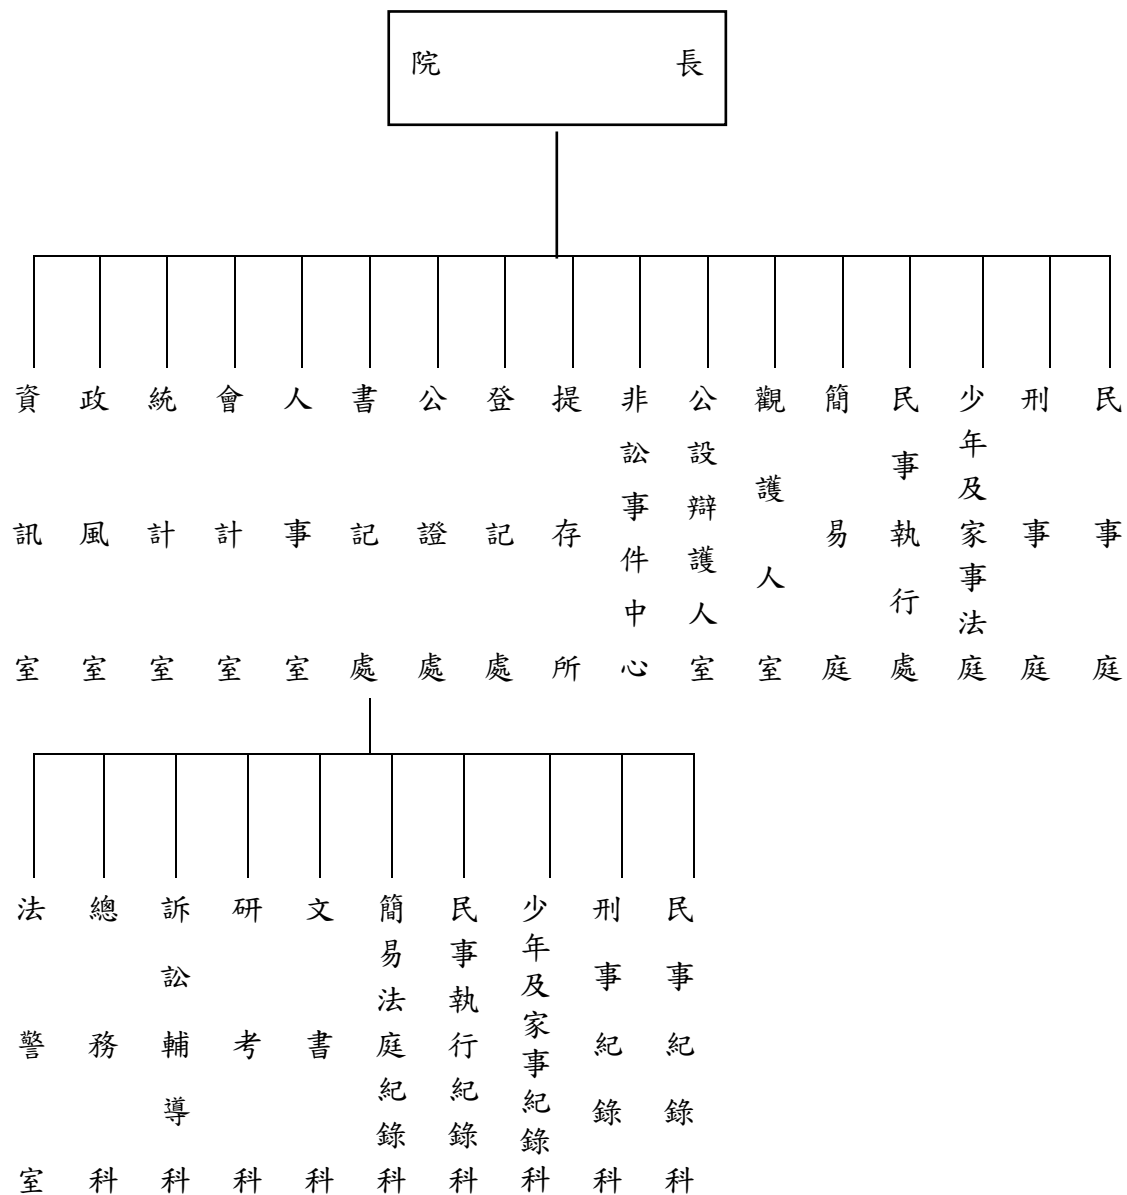 院長
民事庭
刑事庭
少年及家事法庭
民事執行處
簡易庭
觀護人室
公設辯護人室
非訟事件中心
提存所
登記處
公證處
書記處
人事室
會計室
統計室
政風室
資訊室
民事紀錄科
刑事紀錄科
少年及家事紀錄科
民事執行紀錄科
簡易法庭紀錄科
文書科
研考科
訴訟輔導科
總務科
法警室